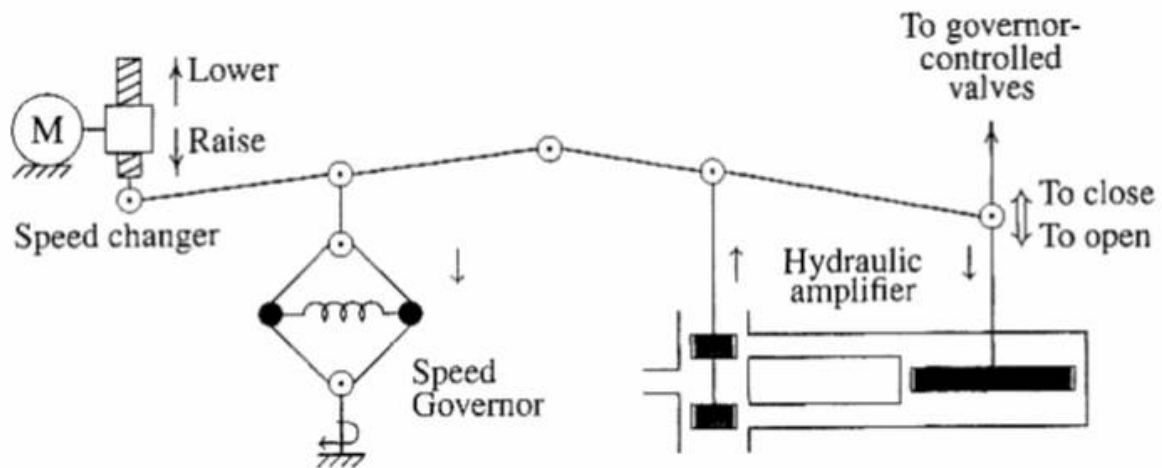 To governor-
controlled
valves
Lower
M
Raise
To close
Speed changer
To open
Hydraulic
amplifier
Speed
Governor